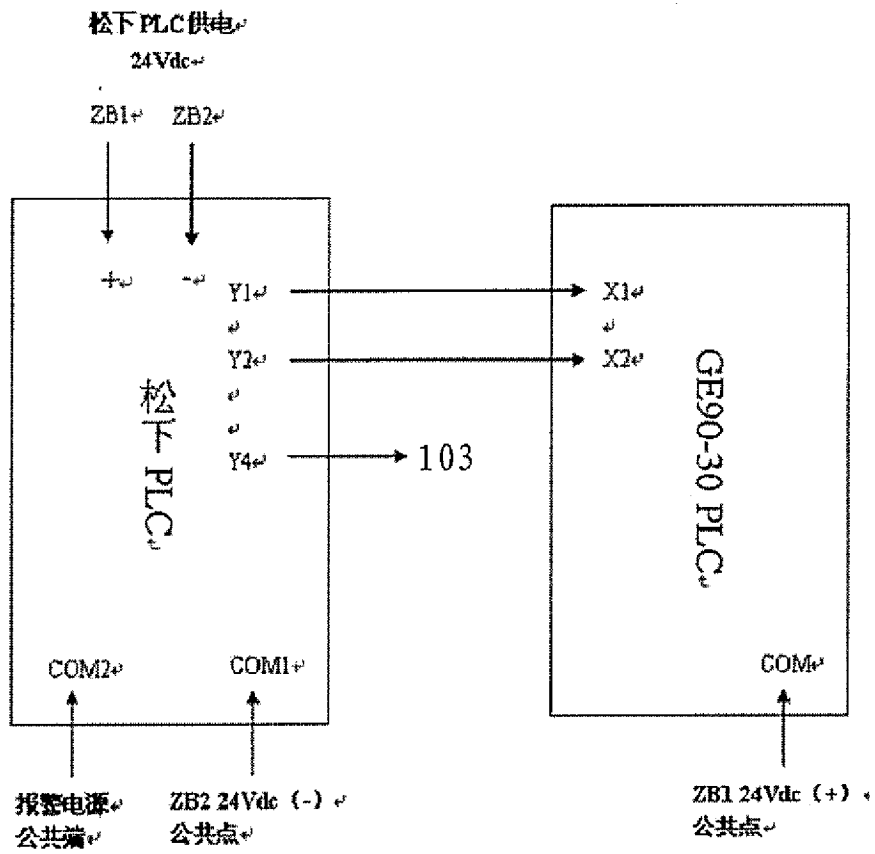 松下PLC供电
24Vdc
ZB1 ZB2
+ -
Y1
Y2
Y4
103
松下 PLC
COM2 COM1
X1
X2
GE90-30 PLC
COM
报警电源
公共端
ZB2 24Vdc（-）
公共点
ZB1 24Vdc（+）
公共点